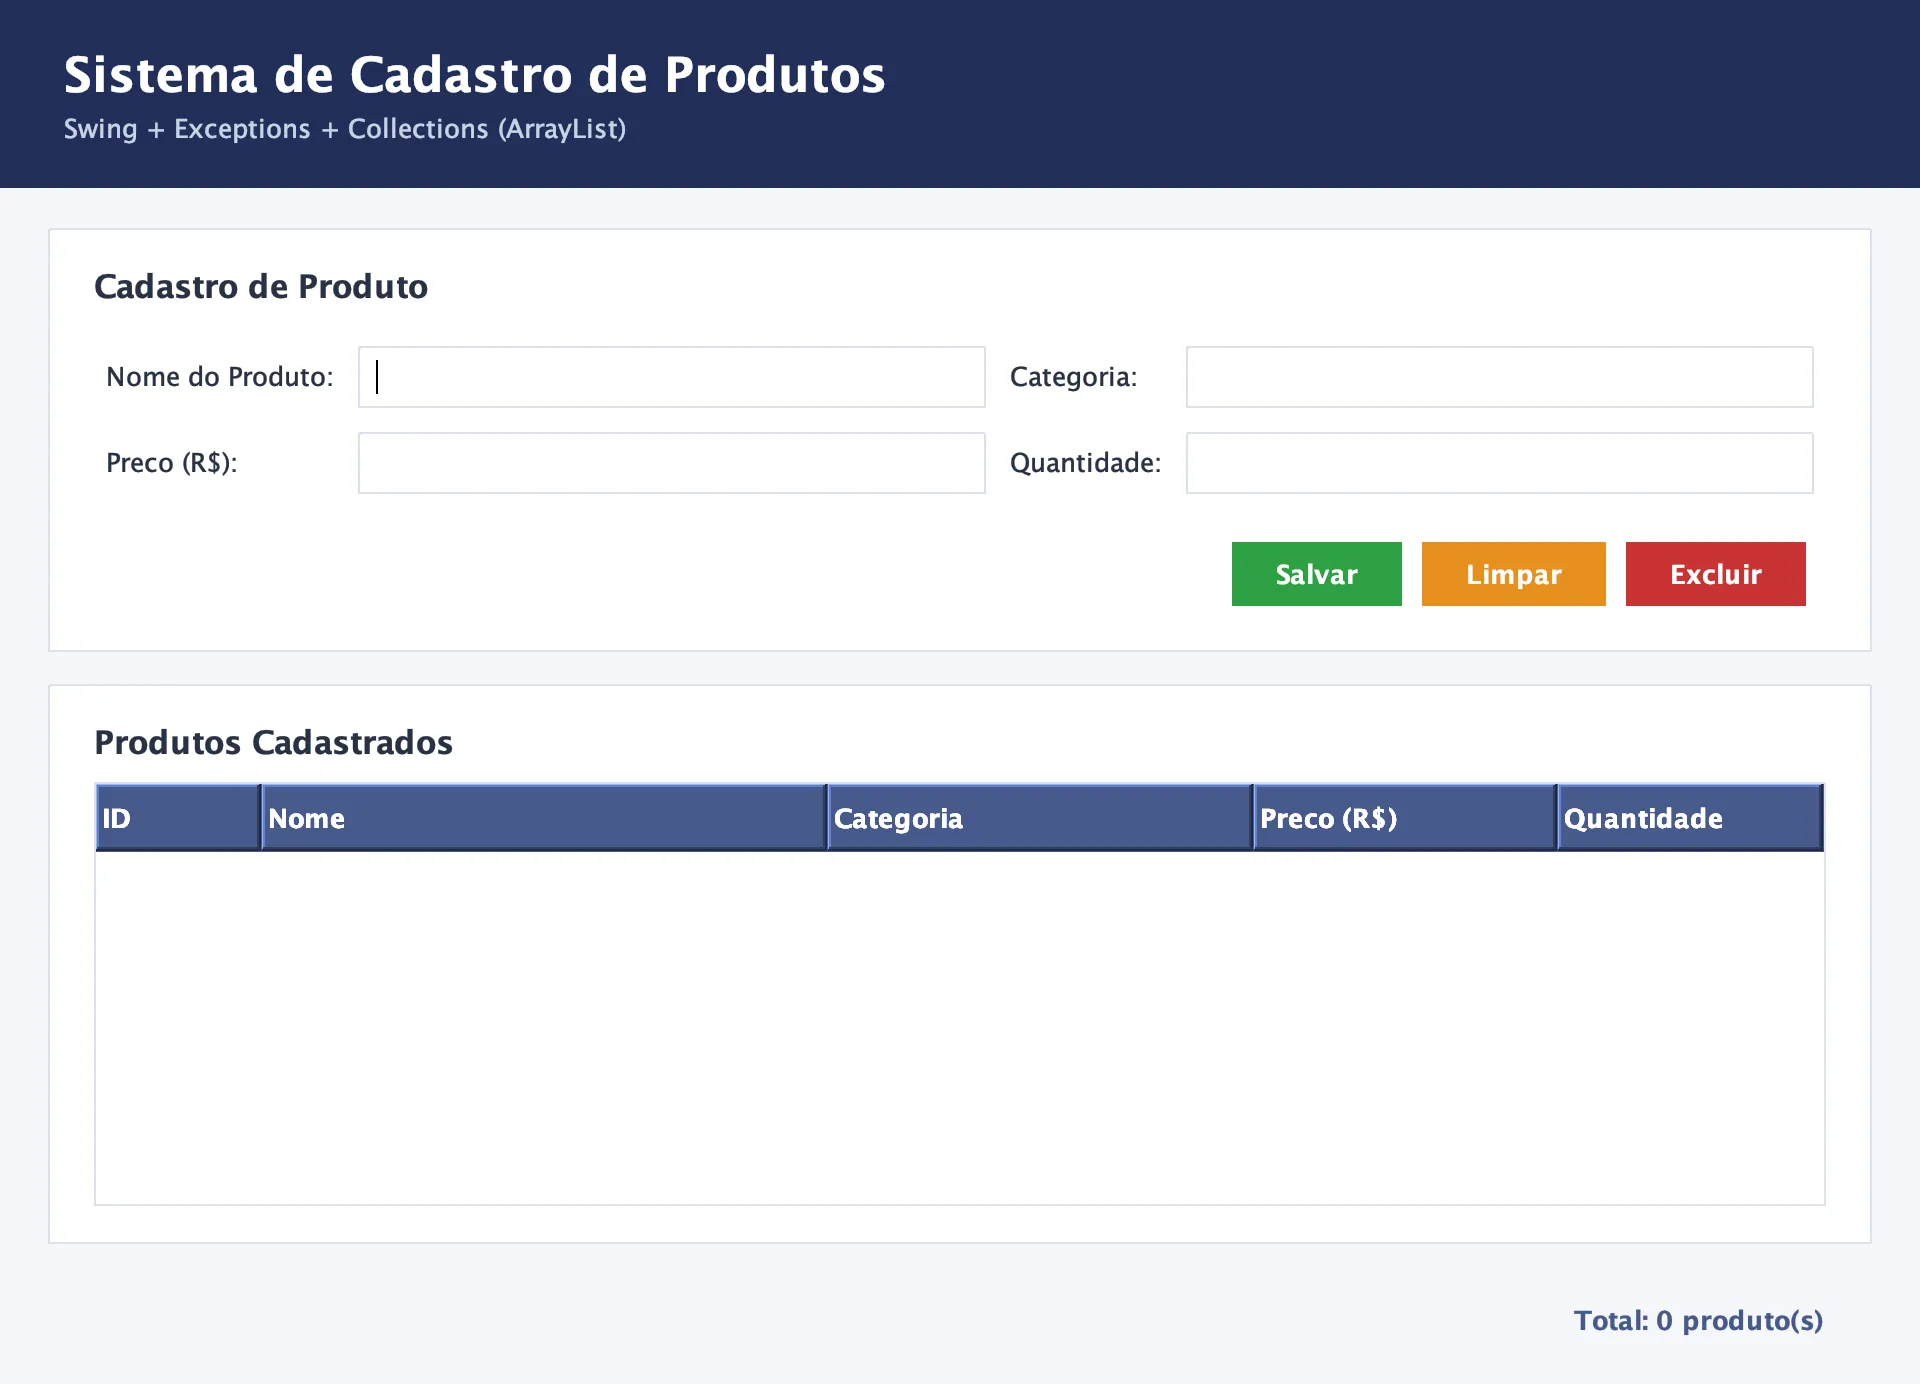 Sistema de Cadastro de Produtos
Swing + Exceptions + Collections (ArrayList)
Cadastro de Produto
Nome do Produto: Categoria:
Preco (R$): Quantidade:
Salvar Limpar Excluir
Produtos Cadastrados
ID Nome Categoria Preco (R$) Quantidade
Total: 0 produto(s)